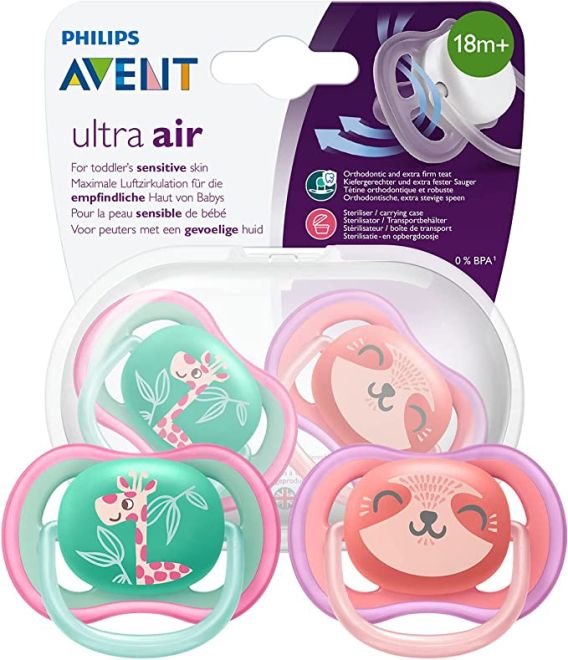 PHILIPS
AVENT
18m+
ultra air
For toddler's sensitive skin
Maximale Luftzirkulation für die
empfindliche Haut von Babys
Pour la peau sensible de bébé
Voor peuters met een gevoelige huid
Orthodontic and extra firm teat
Kiefergerechter und extra fester Sauger
Tétine orthodontique et robuste
Orthodontische, extra stevige speen
Steriliser / carrying case
Sterilisator / Transportbehälter
Stérilisateur / boîte de transport
Sterilisatie- en opbergdoosje
0 % BPA¹